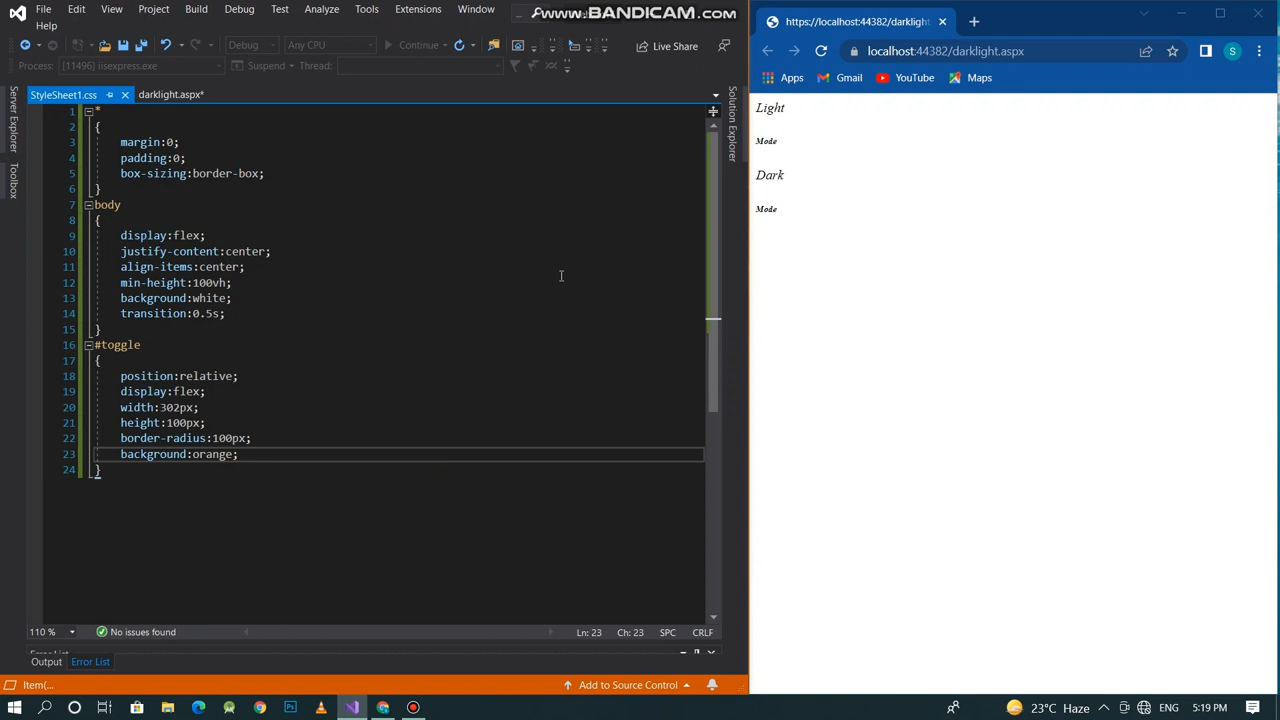 File Edit View Git Project Build Debug Test Analyze Tools Extensions Window
Help
www.BANDICAM.com
Debug Any CPU Continue Live Share
Process: [11496] iisexpress.exe Suspend Thread:
Server Explorer
Toolbox
StyleSheet1.css darklight.aspx*
Solution Explorer
1 *
2 {
3 margin:0;
4 padding:0;
5 box-sizing:border-box;
6 }
7 body
8 {
9 display:flex;
10 justify-content:center;
11 align-items:center;
12 min-height:100vh;
13 background:white;
14 transition:0.5s;
15 }
16 #toggle
17 {
18 position:relative;
19 display:flex;
20 width:302px;
21 height:100px;
22 border-radius:100px;
23 background:orange;
24 }
110 % No issues found Ln: 23 Ch: 23 SPC CRLF
Output Error List
Item(... Add to Source Control
https://localhost:44382/darklight
localhost:44382/darklight.aspx S
Apps Gmail YouTube Maps
Light
Mode
Dark
Mode
23°C Haze 5:19 PM